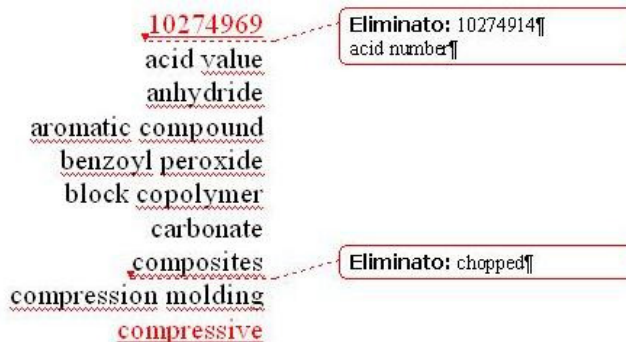 10274969
acid value
anhydride
aromatic compound
benzoyl peroxide
block copolymer
carbonate
composites
compression molding
compressive
Eliminato: 10274914¶
acid number¶
Eliminato: chopped¶